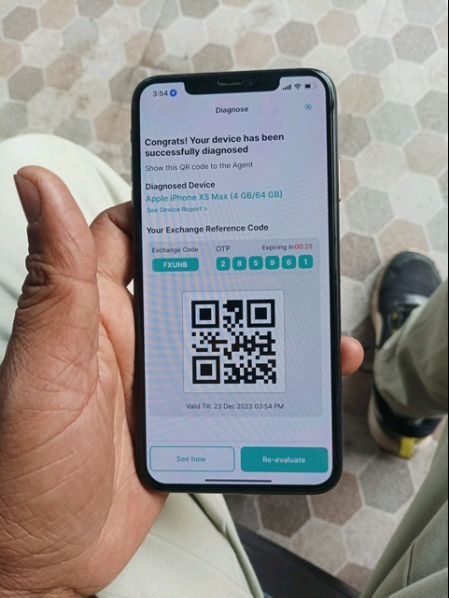 3:54
Diagnose
Congrats! Your device has been
successfully diagnosed
Show this QR code to the Agent
Diagnosed Device
Apple iPhone XS Max (4 GB/64 GB)
See Device Report >
Your Exchange Reference Code
Exchange Code OTP Expiring in 00:25
FXUNB 2 8 5 9 6 1
Valid Till: 23 Dec 2023 03:54 PM
See how Re-evaluate